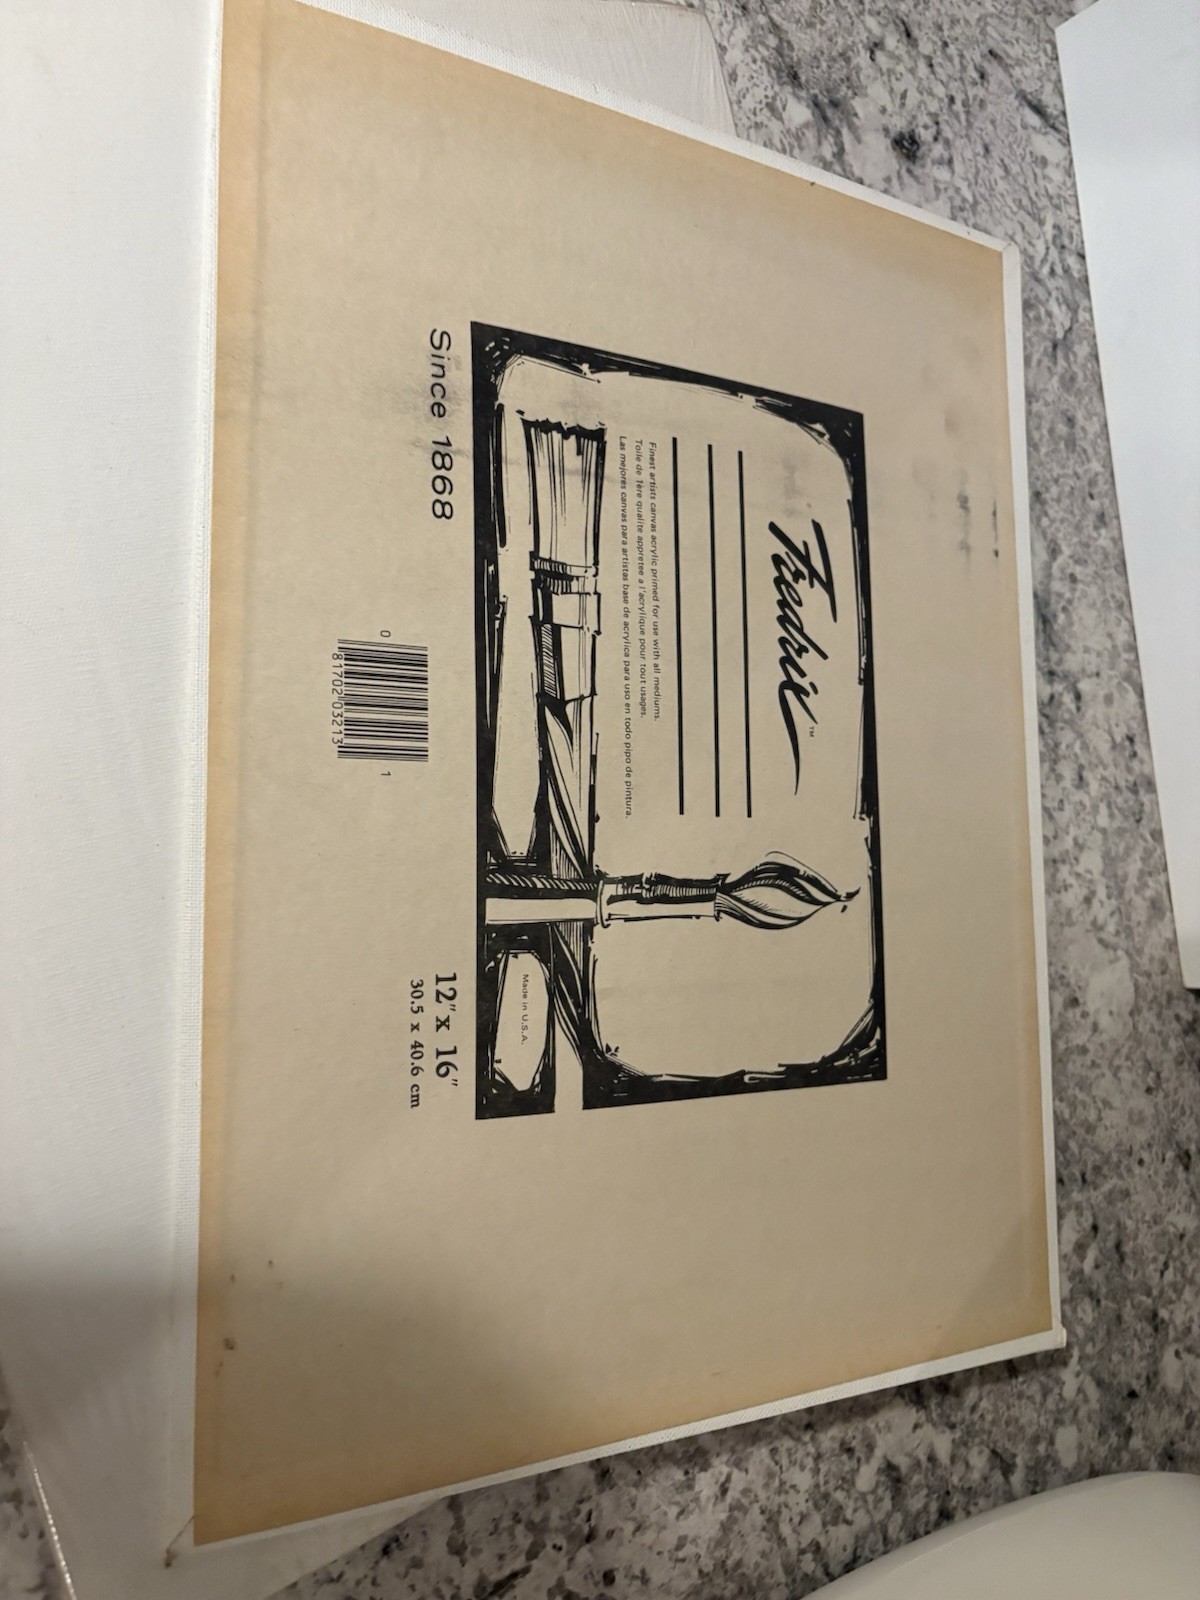 Fredrix™
Finest artists canvas acrylic primed for use with all mediums.
Toile de 1ère qualité appretee a l'acrylique pour tout usages.
Las mejores canvas para artistas base de acrylica para uso en todo pipo de pintura.
Made in U.S.A.
Since 1868
12" x 16"
30.5 x 40.6 cm
0 81702 03213 1